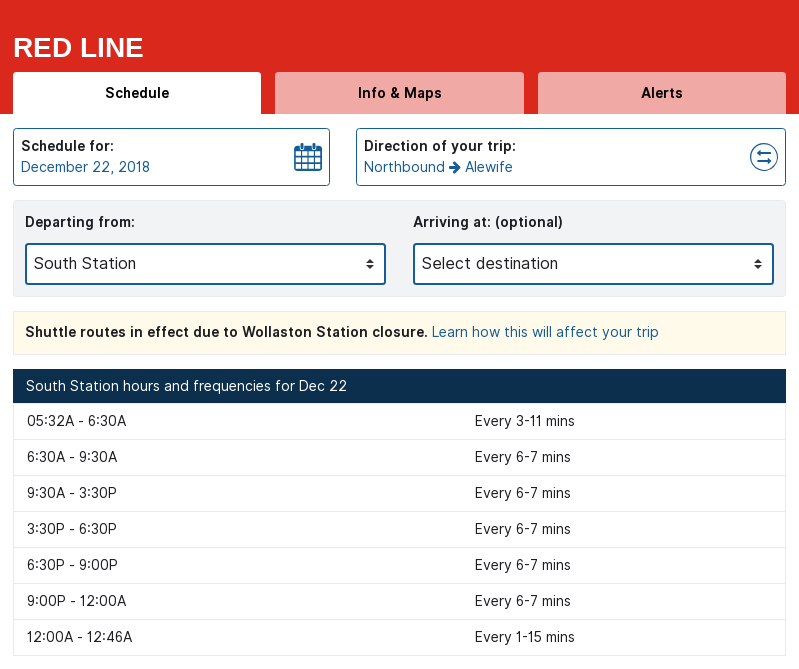 RED LINE
Schedule
Info & Maps
Alerts
Schedule for:
December 22, 2018
Direction of your trip:
Northbound → Alewife
Departing from:
Arriving at: (optional)
South Station
Select destination
Shuttle routes in effect due to Wollaston Station closure. Learn how this will affect your trip
South Station hours and frequencies for Dec 22
05:32A - 6:30A Every 3-11 mins
6:30A - 9:30A Every 6-7 mins
9:30A - 3:30P Every 6-7 mins
3:30P - 6:30P Every 6-7 mins
6:30P - 9:00P Every 6-7 mins
9:00P - 12:00A Every 6-7 mins
12:00A - 12:46A Every 1-15 mins